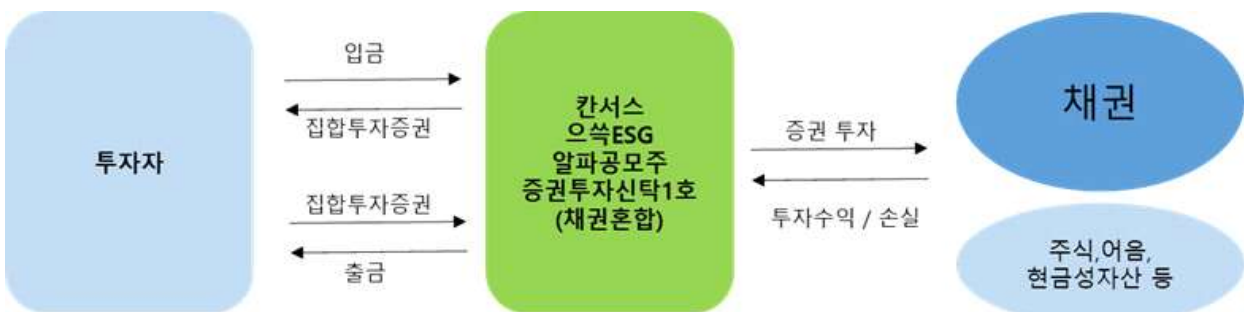 투자자
입금
집합투자증권
집합투자증권
출금
칸서스
으쓱ESG
알파공모주
증권투자신탁1호
(채권혼합)
증권 투자
투자수익 / 손실
채권
주식,어음,
현금성자산 등